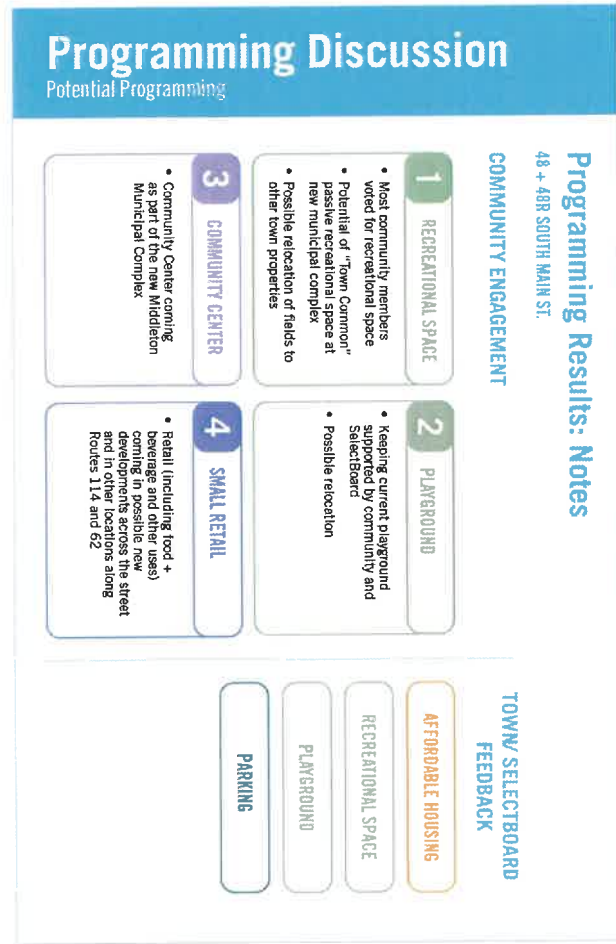 Programming Discussion
Potential Programming
Programming Results: Notes
48 + 48R SOUTH MAIN ST.
COMMUNITY ENGAGEMENT
1 RECREATIONAL SPACE
• Most community members
voted for recreational space
• Potential of "Town Common"
passive recreational space at
new municipal complex
• Possible relocation of fields to
other town properties
2 PLAYGROUND
• Keeping current playground
supported by community and
SelectBoard
• Possible relocation
3 COMMUNITY CENTER
• Community Center coming
as part of the new Middleton
Municipal Complex
4 SMALL RETAIL
• Retail (including food +
beverage and other uses)
coming in possible new
developments across the street
and in other locations along
Routes 114 and 62
TOWN/ SELECTBOARD
FEEDBACK
AFFORDABLE HOUSING
RECREATIONAL SPACE
PLAYGROUND
PARKING